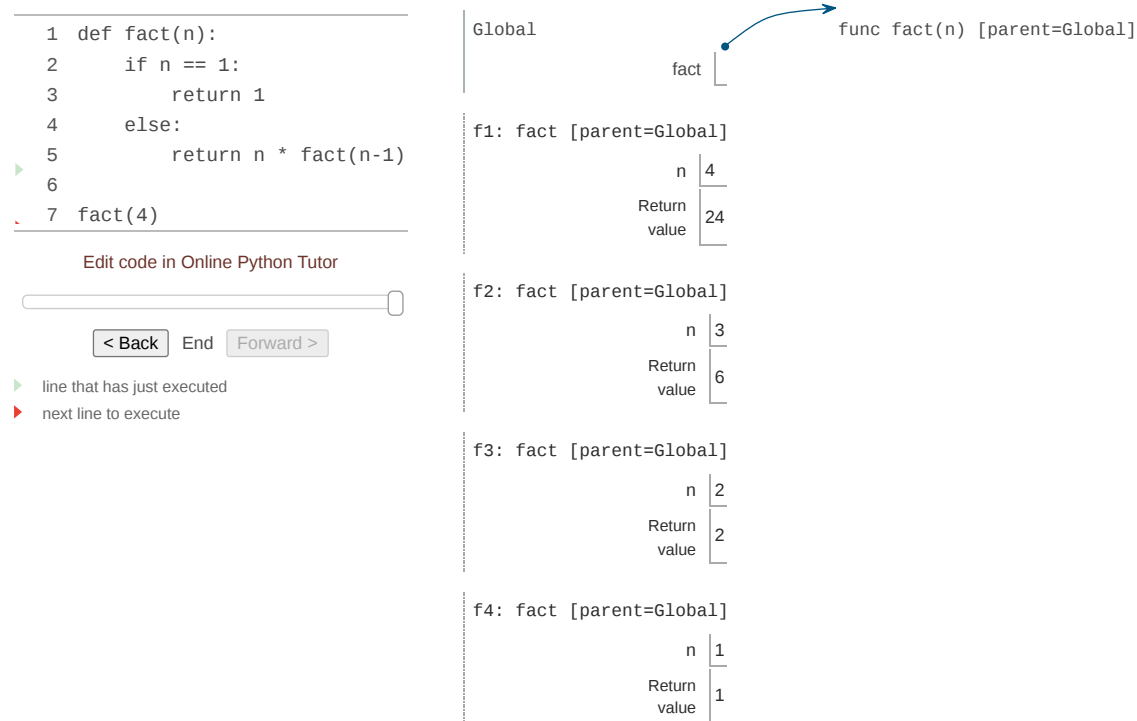 1 def fact(n):
2     if n == 1:
3         return 1
4     else:
5         return n * fact(n-1)
6
7 fact(4)
Edit code in Online Python Tutor
< Back End Forward >
line that has just executed
next line to execute
Global
fact
func fact(n) [parent=Global]
f1: fact [parent=Global]
n 4
Return
value 24
f2: fact [parent=Global]
n 3
Return
value 6
f3: fact [parent=Global]
n 2
Return
value 2
f4: fact [parent=Global]
n 1
Return
value 1